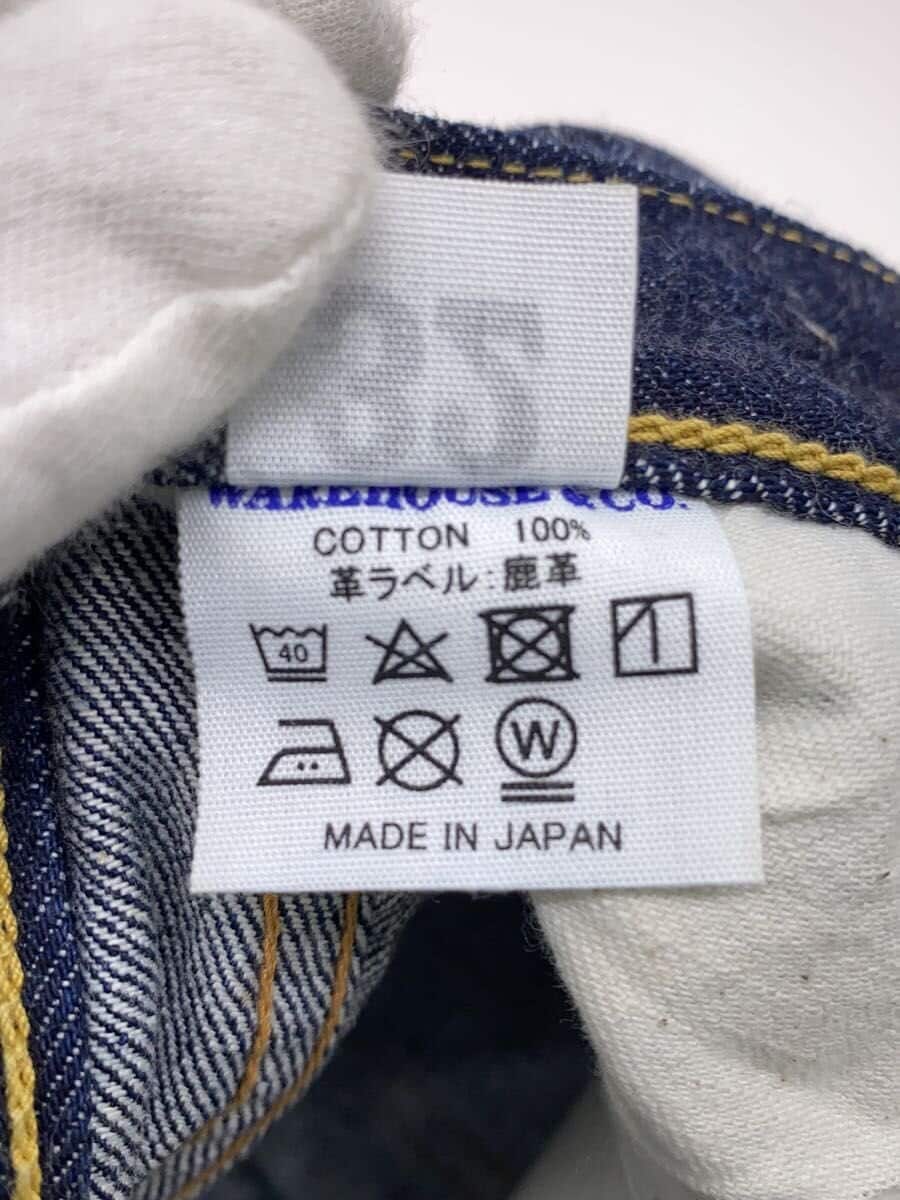 WAREHOUSE & CO.
COTTON 100%
革ラベル：鹿革
40
W
MADE IN JAPAN